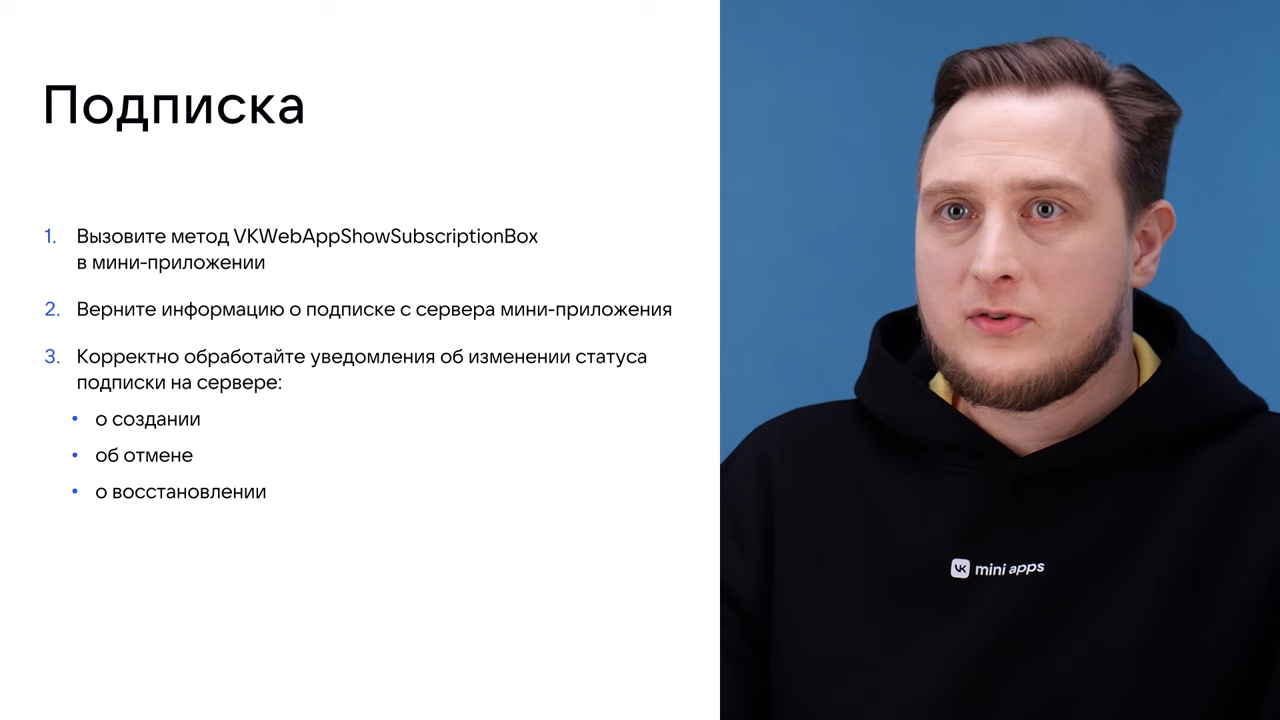 Подписка
1. Вызовите метод VKWebAppShowSubscriptionBox
в мини-приложении
2. Верните информацию о подписке с сервера мини-приложения
3. Корректно обработайте уведомления об изменении статуса
подписки на сервере:
• о создании
• об отмене
• о восстановлении
VK mini apps